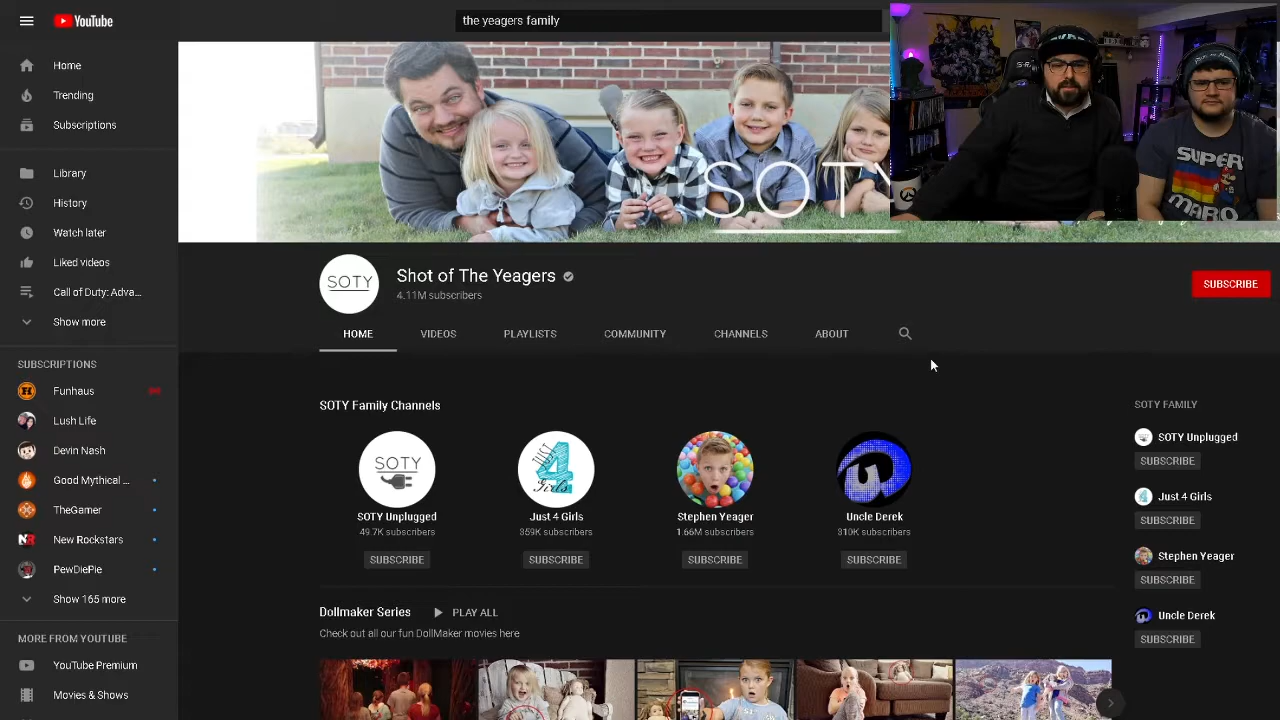 YouTube
the yeagers family
Home
Trending
Subscriptions
Library
History
Watch later
Liked videos
Call of Duty: Adva...
Show more
SUBSCRIPTIONS
Funhaus
Lush Life
Devin Nash
Good Mythical ...
TheGamer
New Rockstars
PewDiePie
Show 165 more
MORE FROM YOUTUBE
YouTube Premium
Movies & Shows
SOTY
SUPER
MARIO
SOTY
Shot of The Yeagers
4.11M subscribers
SUBSCRIBE
HOME
VIDEOS
PLAYLISTS
COMMUNITY
CHANNELS
ABOUT
SOTY Family Channels
SOTY
JUST
4
Girls
SOTY Unplugged
49.7K subscribers
SUBSCRIBE
Just 4 Girls
359K subscribers
SUBSCRIBE
Stephen Yeager
1.66M subscribers
SUBSCRIBE
Uncle Derek
310K subscribers
SUBSCRIBE
Dollmaker Series
PLAY ALL
Check out all our fun DollMaker movies here
SOTY FAMILY
SOTY Unplugged
SUBSCRIBE
Just 4 Girls
SUBSCRIBE
Stephen Yeager
SUBSCRIBE
Uncle Derek
SUBSCRIBE